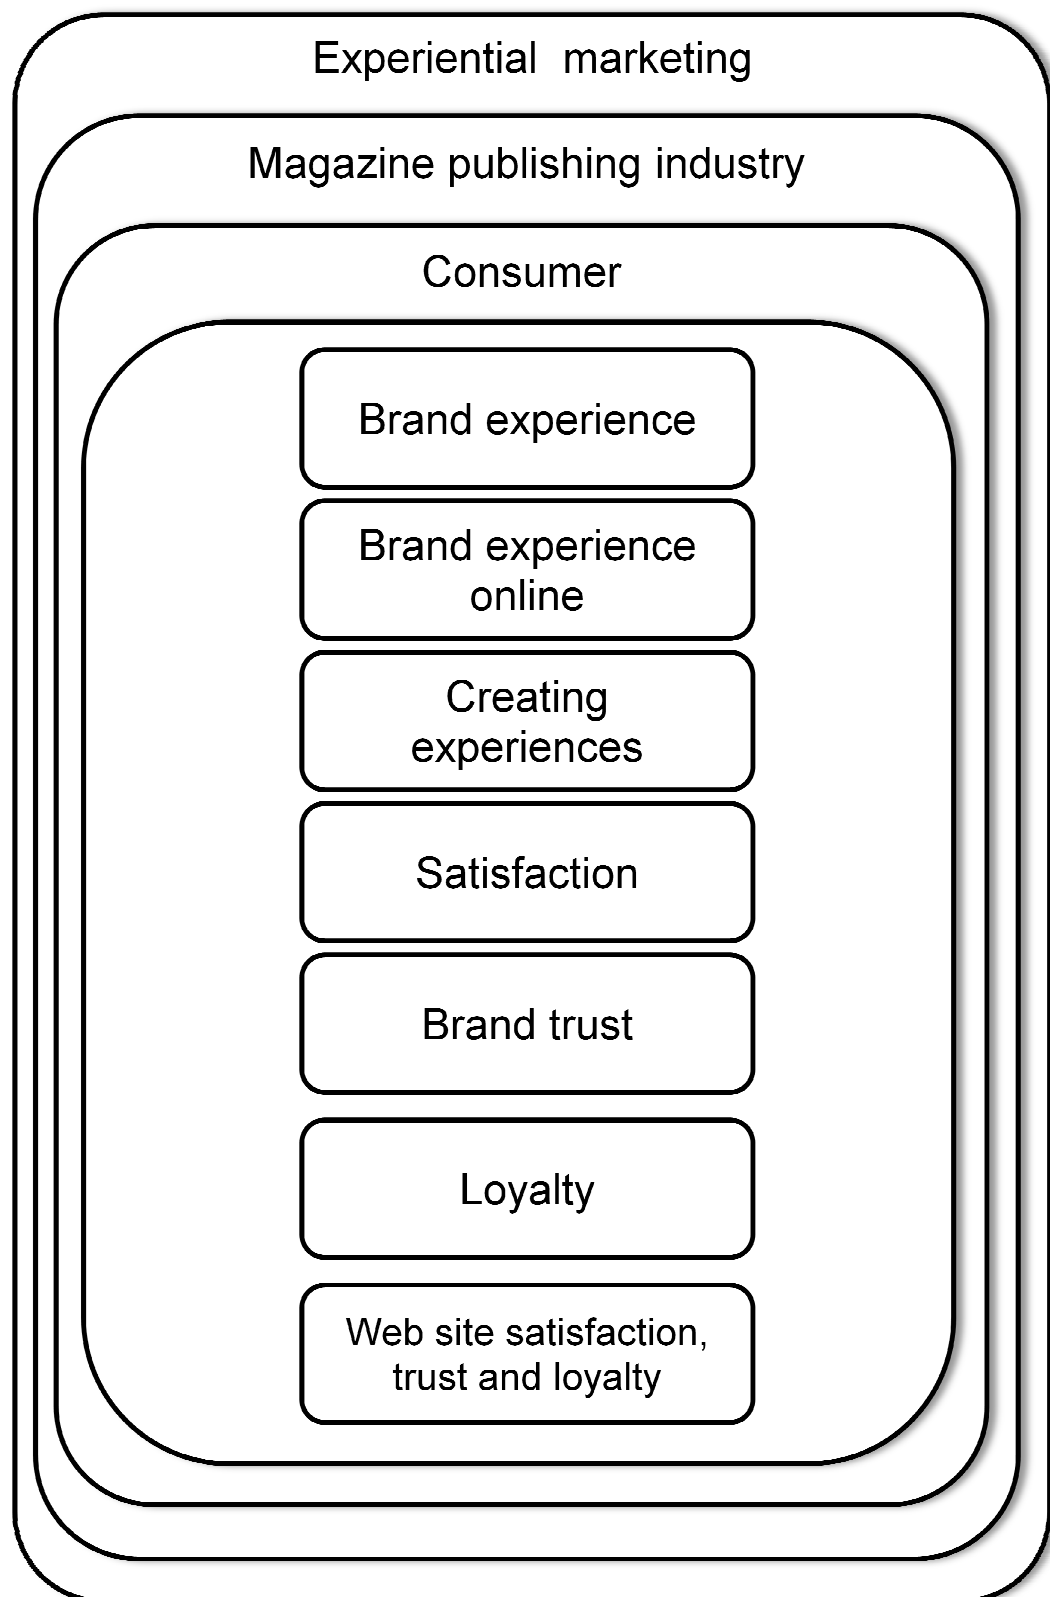 Experiential  marketing
Magazine publishing industry
Consumer
Brand experience
Brand experience
online
Creating
experiences
Satisfaction
Brand trust
Loyalty
Web site satisfaction,
trust and loyalty